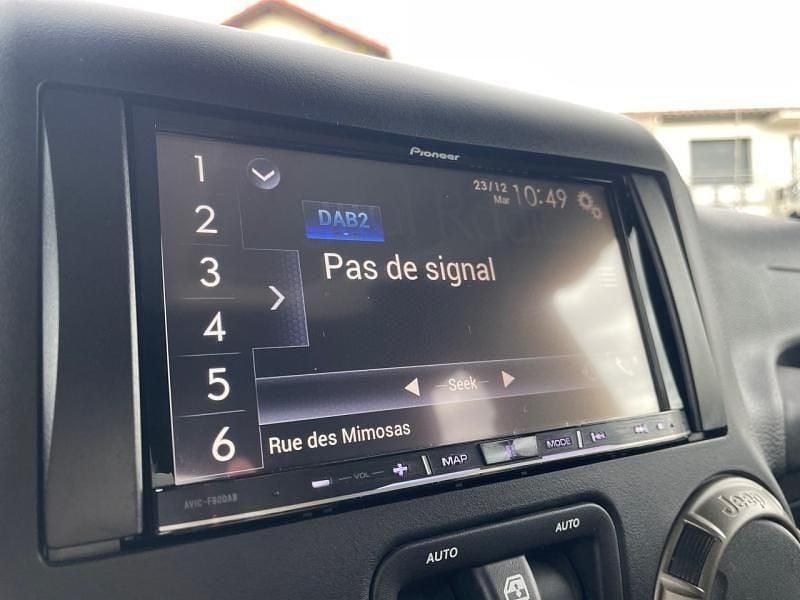 Pioneer
1
2
3
4
5
6
23/12
Mar
10:49
DAB2
Pas de signal
Seek
Rue des Mimosas
VOL
MAP
MODE
AVIC-F80DAB
AUTO
AUTO
Jeep